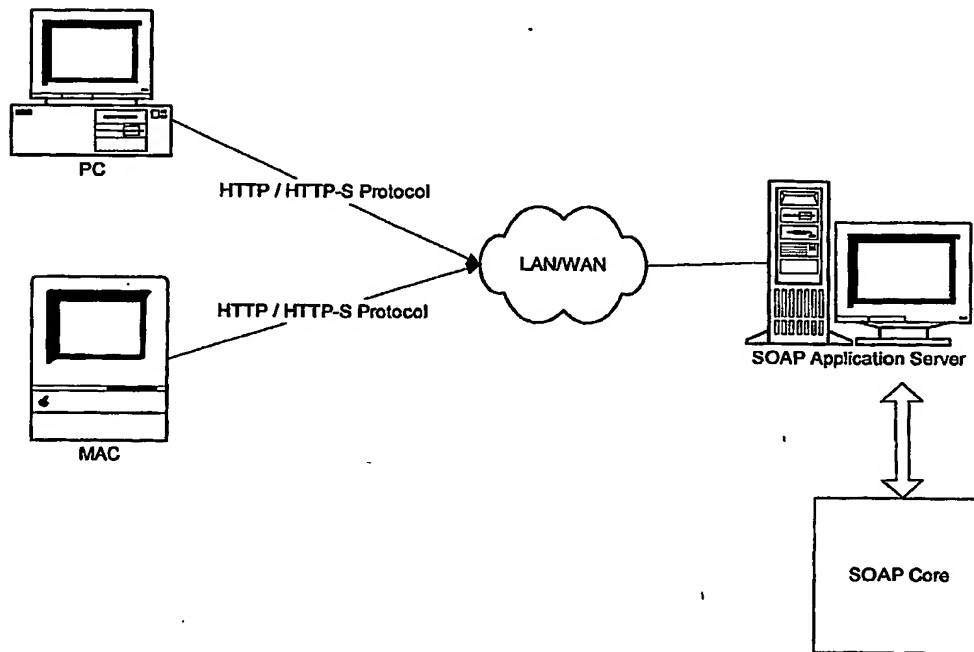 PC
HTTP / HTTP-S Protocol
LAN/WAN
HTTP / HTTP-S Protocol
SOAP Application Server
MAC
SOAP Core